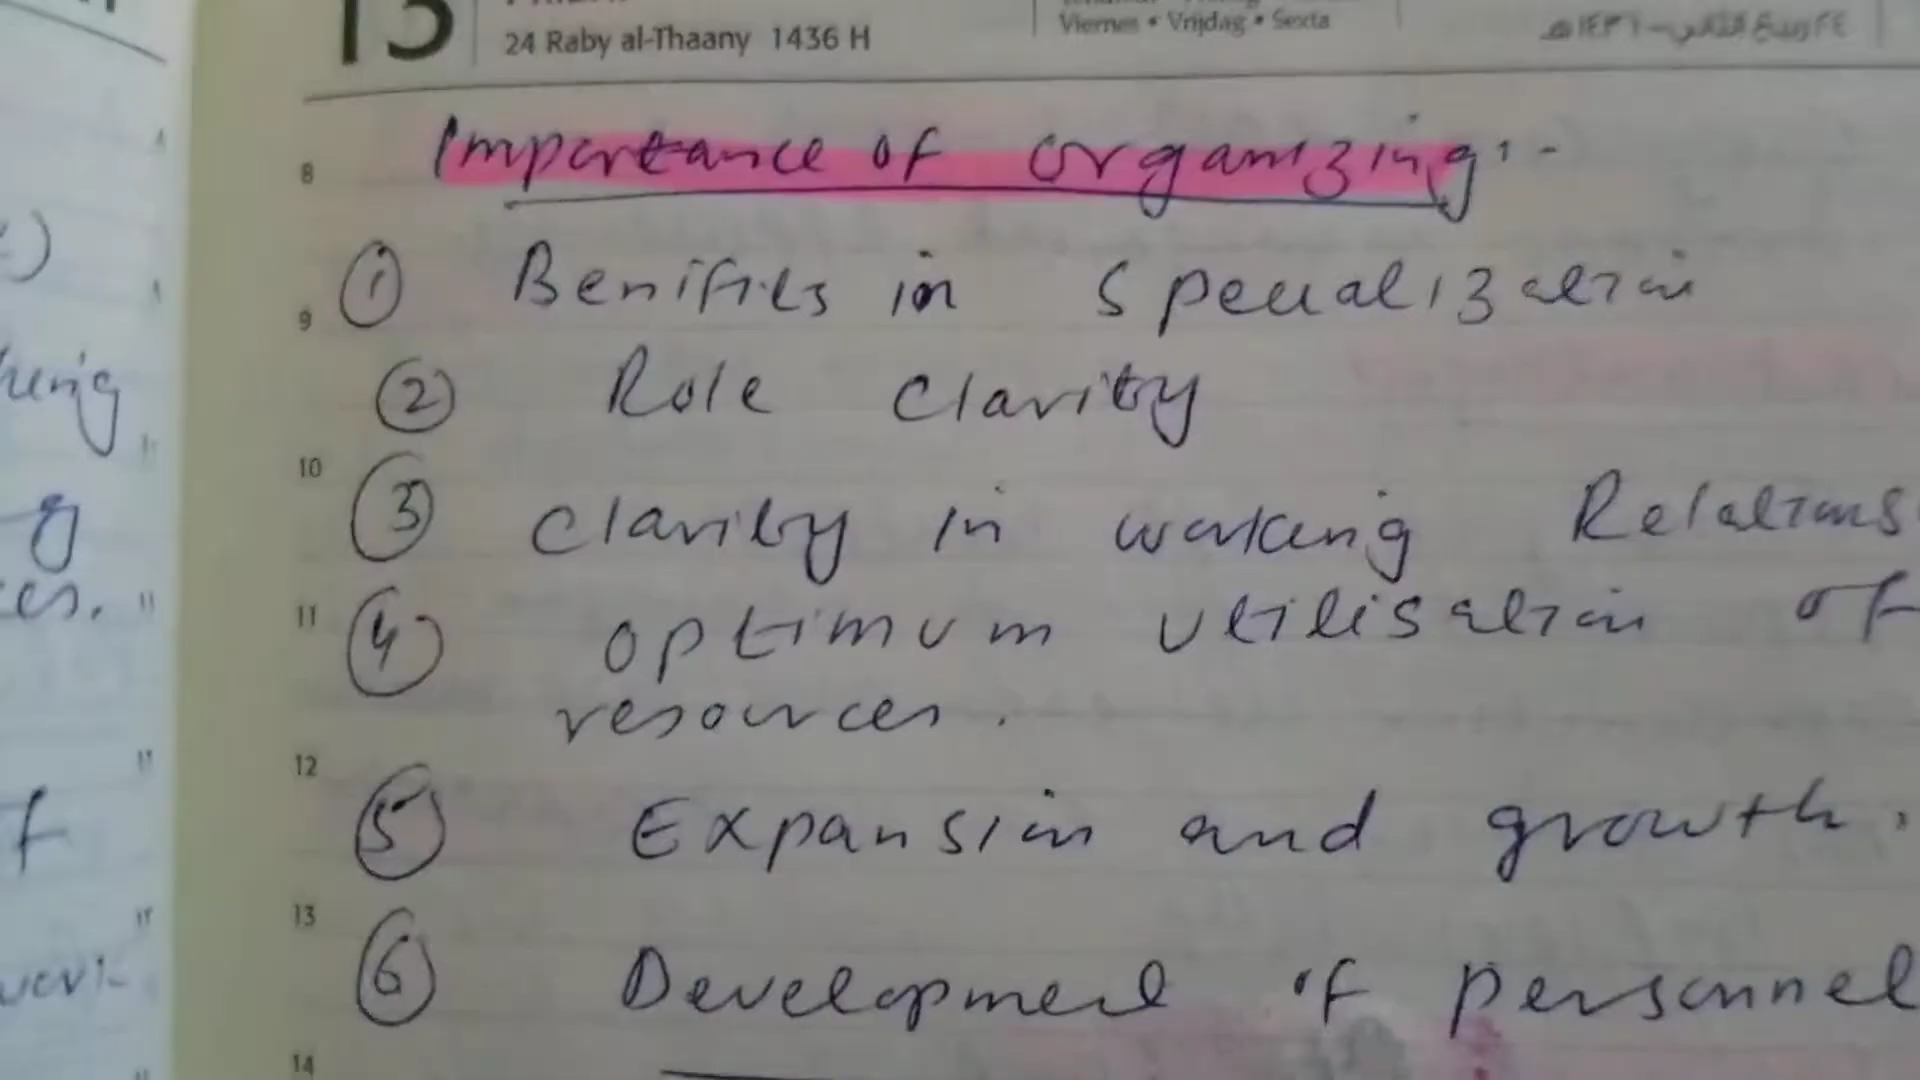 13
24 Raby al-Thaany 1436 H
Viernes • Vrijdag • Sexta
8
Importance of organizing :-
① Benifits in specialization
9
② Role clarity
10
③ clarity in working Relations
11
④ optimum utilisation of
resources.
12
⑤ Expansion and growth.
13
⑥ Development of personnel
14